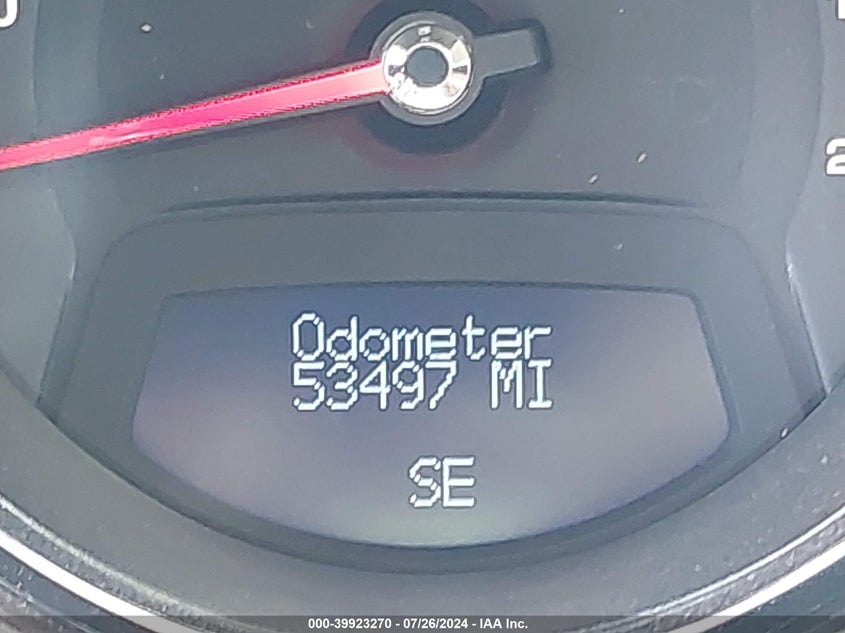 Odometer
53497 MI
SE
000-39923270 - 07/26/2024 - IAA Inc.